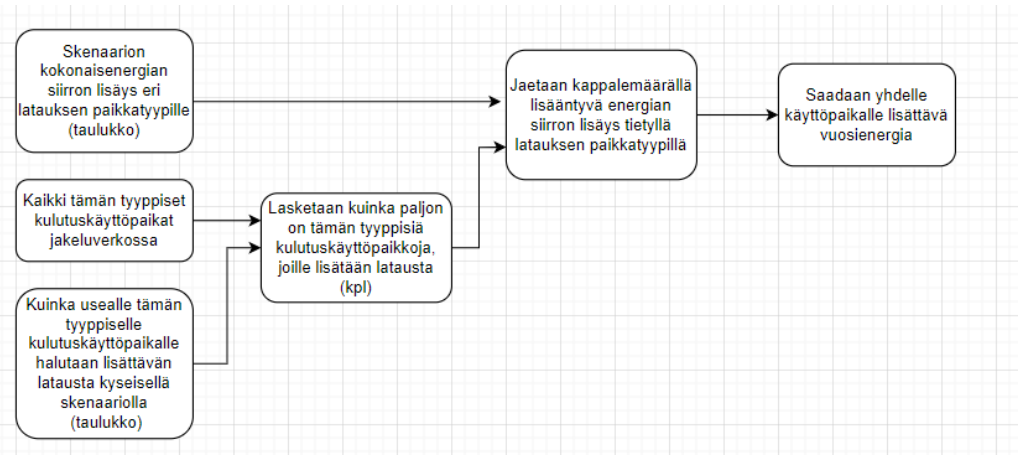 Skenaarion
kokonaisenergian
siirron lisäys eri
latauksen paikkatyypille
(taulukko)
Kaikki tämän tyyppiset
kulutuskäyttöpaikat
jakeluverkossa
Kuinka usealle tämän
tyyppiselle
kulutuskäyttöpaikalle
halutaan lisättävän
latausta kyseisellä
skenaariolla
(taulukko)
Lasketaan kuinka paljon
on tämän tyyppisiä
kulutuskäyttöpaikkoja,
joille lisätään latausta
(kpl)
Jaetaan kappalemäärällä
lisääntyvä energian
siirron lisäys tietyllä
latauksen paikkatyypillä
Saadaan yhdelle
käyttöpaikalle lisättävä
vuosienergia